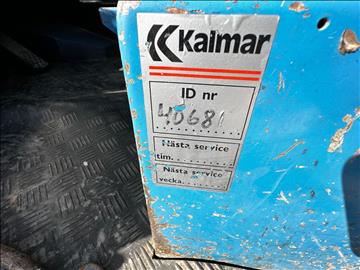 Kalmar
ID nr
40681
Nästa service
tim.
Nästa service
vecka.